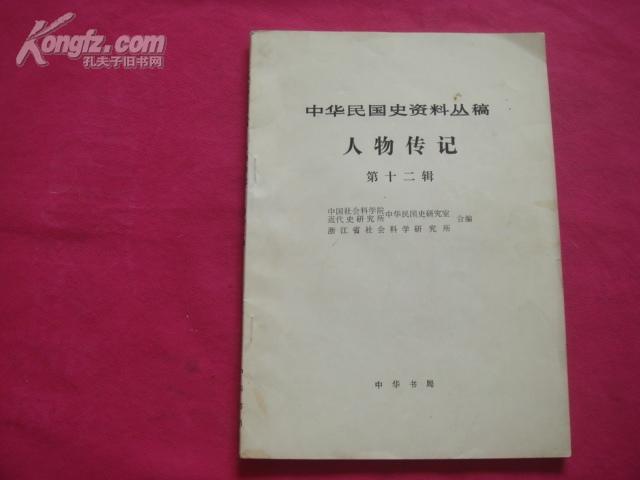 Kongfz.com
孔夫子旧书网
中华民国史资料丛稿
人物传记
第十二辑
中国社会科学院
近代史研究所 中华民国史研究室 合编
浙江省社会科学研究所
中华书局